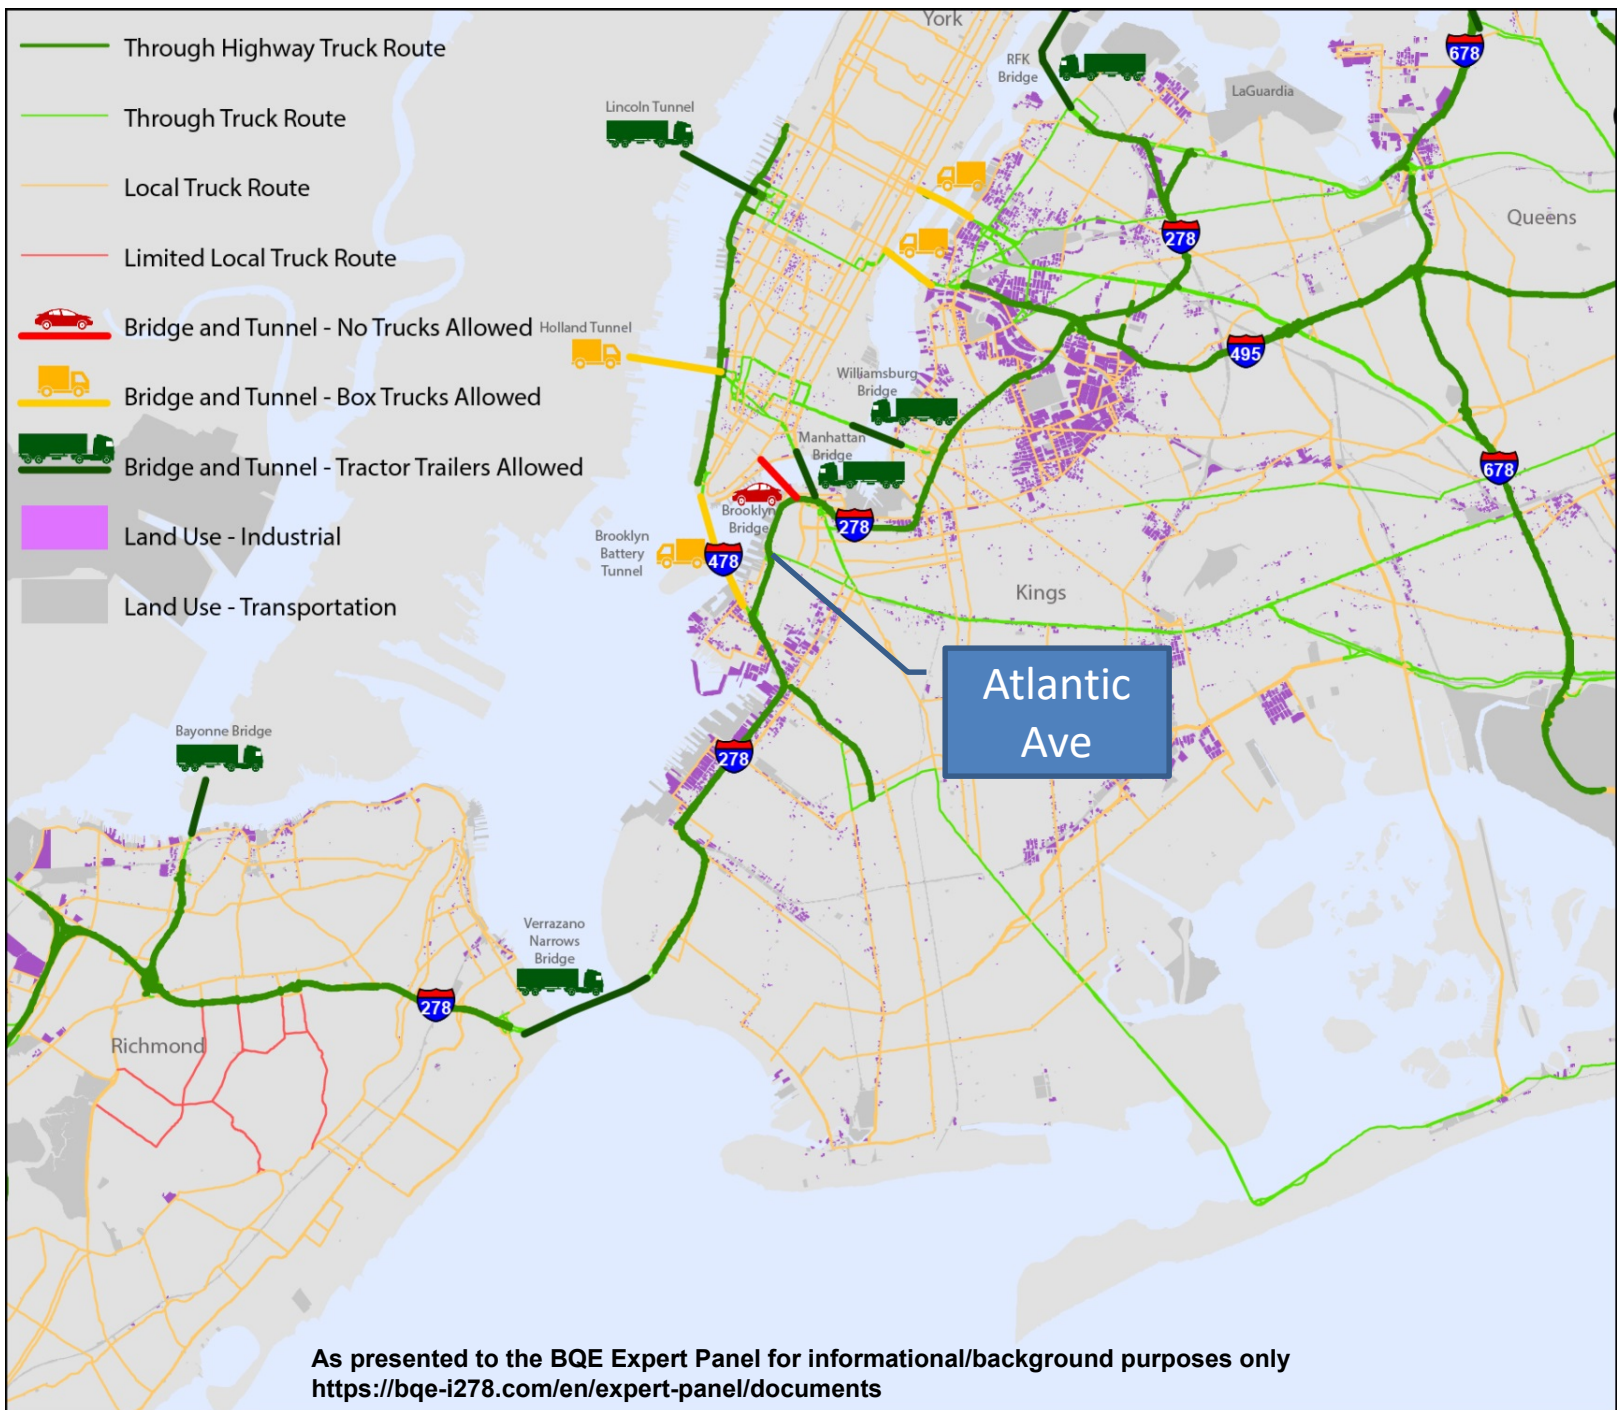 Through Highway Truck Route
Through Truck Route
Local Truck Route
Limited Local Truck Route
Bridge and Tunnel - No Trucks Allowed
Bridge and Tunnel - Box Trucks Allowed
Bridge and Tunnel - Tractor Trailers Allowed
Land Use - Industrial
Land Use - Transportation
York
RFK
Bridge
678
LaGuardia
Lincoln Tunnel
Queens
278
Holland Tunnel
495
Williamsburg
Bridge
Manhattan
Bridge
678
Brooklyn
Bridge
278
Brooklyn
Battery
Tunnel
478
Kings
Atlantic
Ave
Bayonne Bridge
278
Verrazano
Narrows
Bridge
278
Richmond
As presented to the BQE Expert Panel for informational/background purposes only
https://bqe-i278.com/en/expert-panel/documents